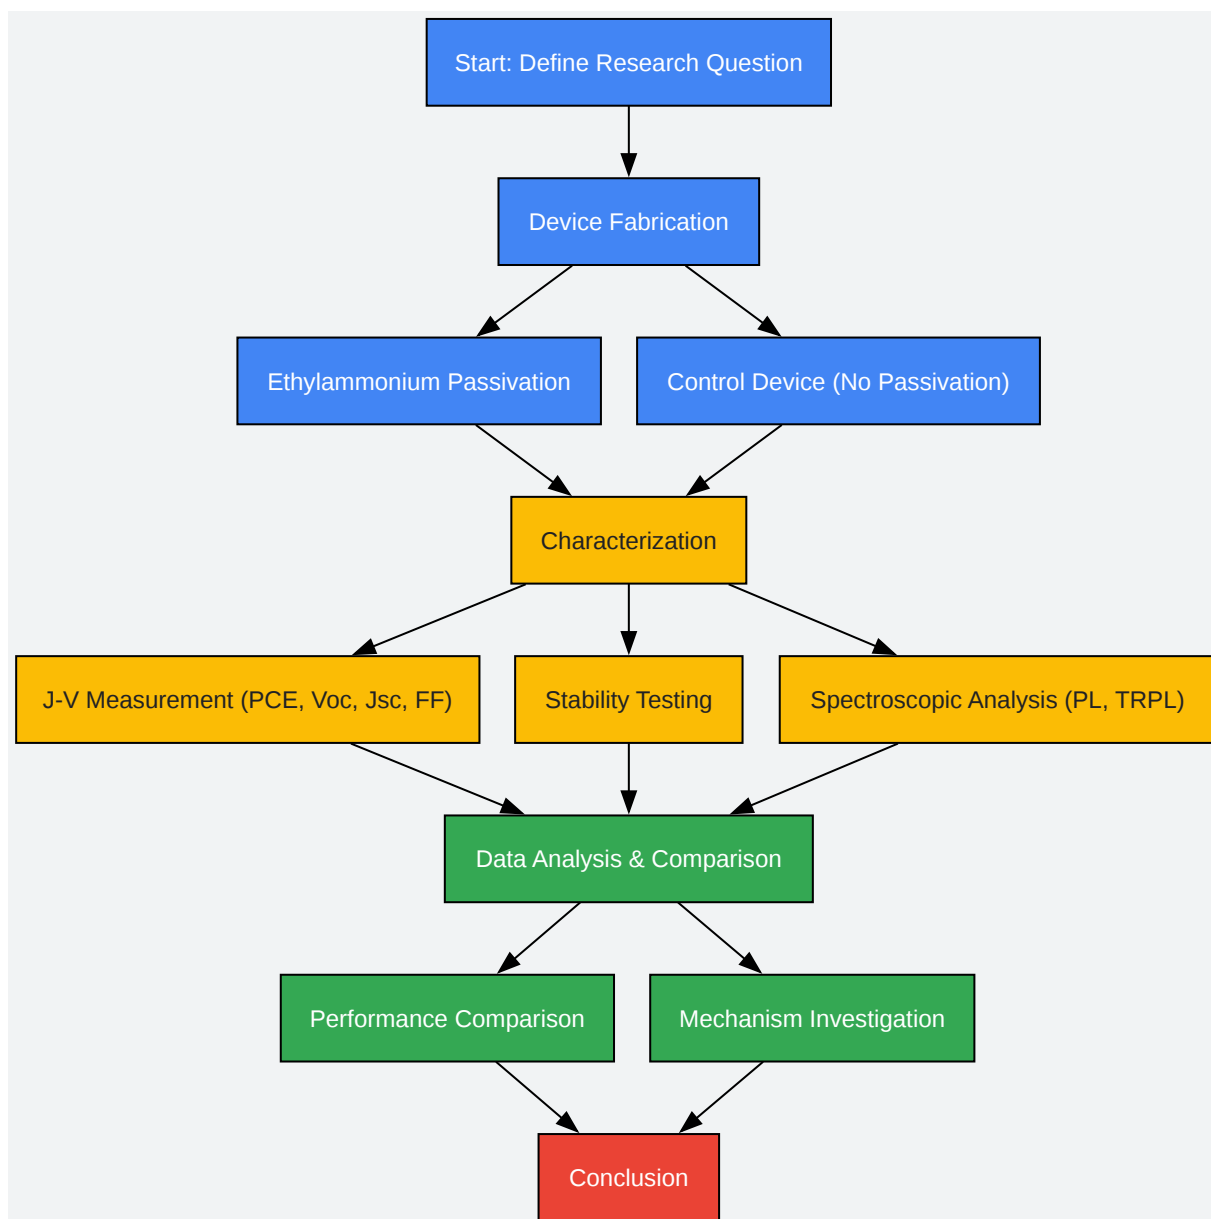 Start: Define Research Question
Device Fabrication
Ethylammonium Passivation
Control Device (No Passivation)
Characterization
J-V Measurement (PCE, Voc, Jsc, FF)
Stability Testing
Spectroscopic Analysis (PL, TRPL)
Data Analysis & Comparison
Performance Comparison
Mechanism Investigation
Conclusion